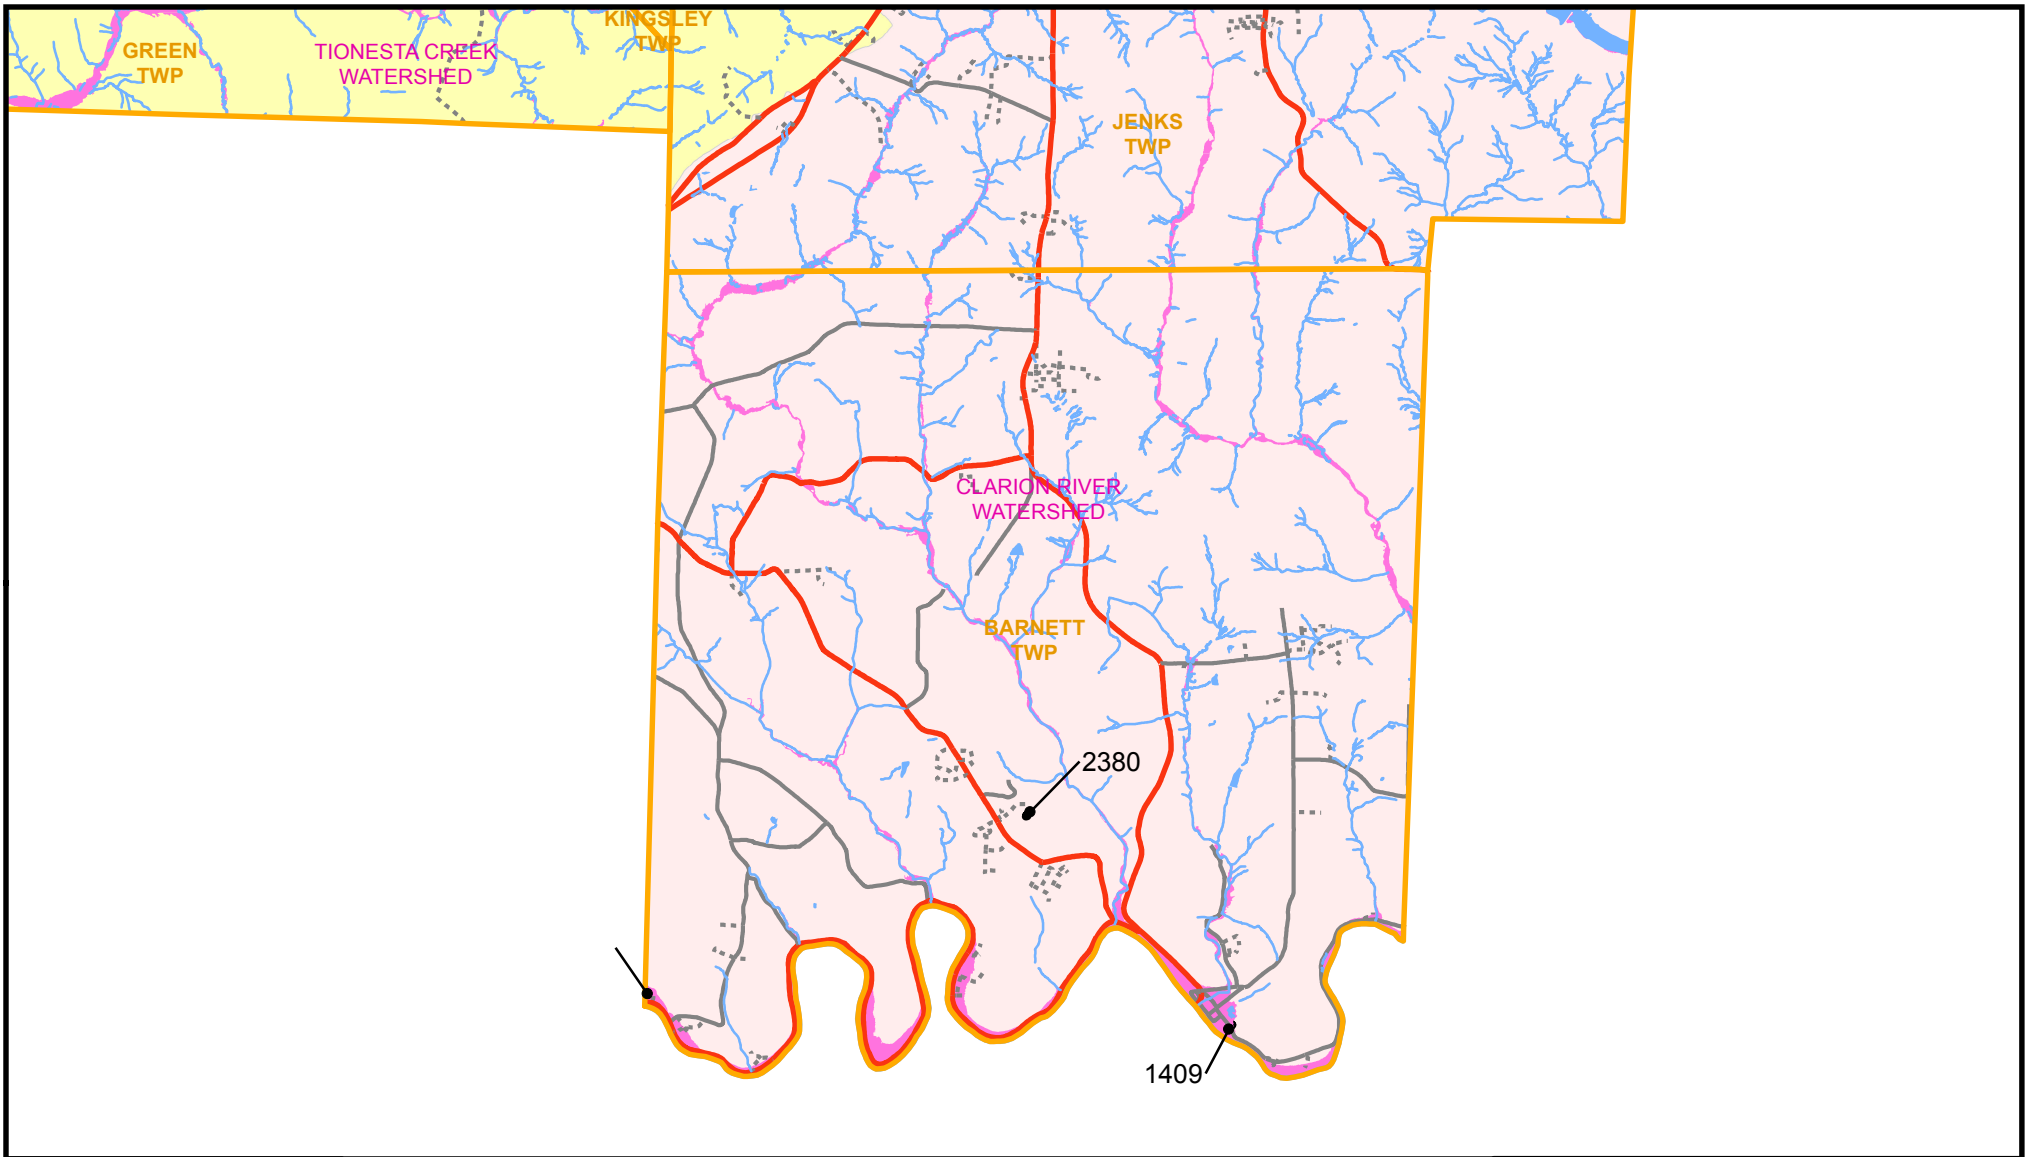 KINGSLEY
TWP
GREEN
TWP
TIONESTA CREEK
WATERSHED
JENKS
TWP
CLARION RIVER
WATERSHED
BARNETT
TWP
2380
1409